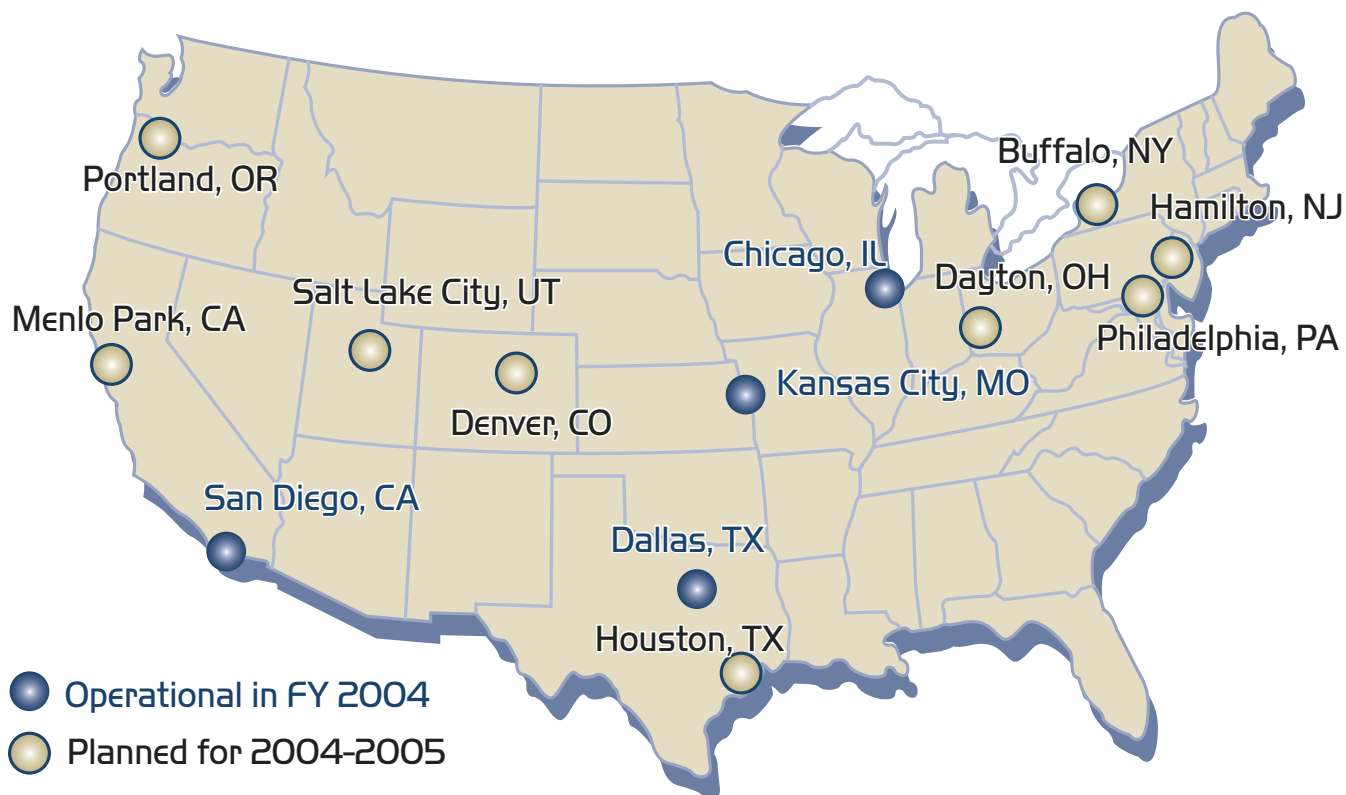 Buffalo, NY
Portland, OR
Hamilton, NJ
Chicago, IL
Dayton, OH
Salt Lake City, UT
Menlo Park, CA
Philadelphia, PA
Kansas City, MO
Denver, CO
San Diego, CA
Dallas, TX
Houston, TX
Operational in FY 2004
Planned for 2004-2005